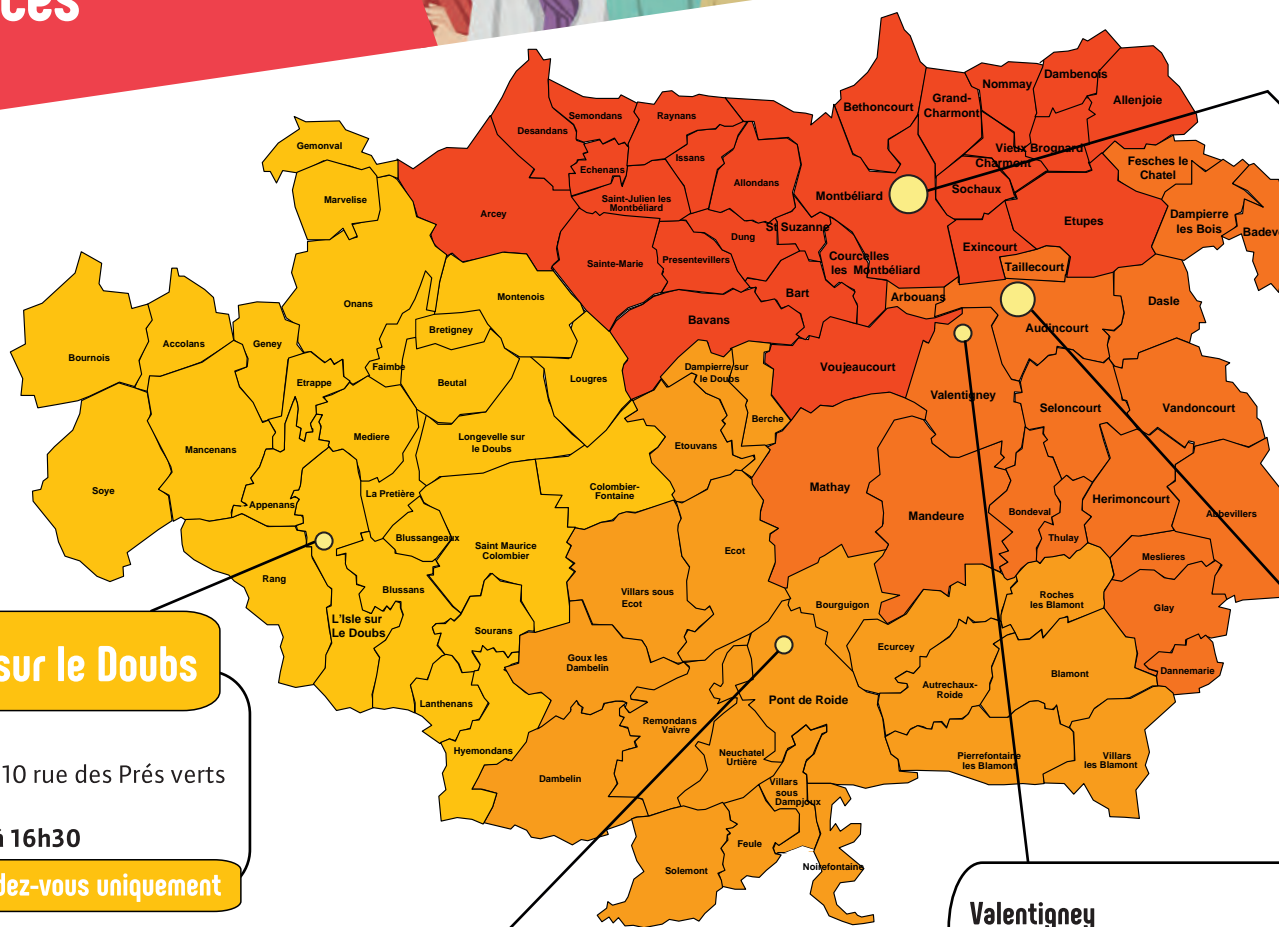 ces
Dambenois
Nommay
Allenjoie
Grand-
Charmont
Bethoncourt
Semondans
Raynans
Desandans
Gemonval
Vieux
Charmont
Brognard
Fesches le
Chatel
Issans
Echenans
Allondans
Montbéliard
Sochaux
Marvelise
Saint-Julien les
Montbéliard
Arcey
Etupes
Dampierre
les Bois
Badev
St Suzanne
Dung
Exincourt
Courcelles
les Montbéliard
Sainte-Marie
Presentevillers
Taillecourt
Onans
Montenois
Bart
Arbouans
Dasle
Bavans
Audincourt
Bretigney
Bournois
Accolans
Geney
Faimbe
Dampierre sur
le Doubs
Voujeaucourt
Etrappe
Beutal
Lougres
Valentigney
Seloncourt
Vandoncourt
Berche
Mediere
Longevelle sur
le Doubs
Etouvans
Mancenans
Soye
La Pretière
Colombier-
Fontaine
Mathay
Herimoncourt
Appenans
Mandeure
Bondeval
Abbevillers
Blussangeaux
Thulay
Saint Maurice
Colombier
Ecot
Meslieres
Rang
Blussans
Villars sous
Ecot
Bourguigon
Roches
les Blamont
Glay
L'Isle sur
Le Doubs
Sourans
Ecurcey
Goux les
Dambelin
Dannemarie
Blamont
Autrechaux-
Roide
Lanthenans
Pont de Roide
Remondans
Vaivre
Hyemondans
Neuchatel
Urtière
Pierrefontaine
les Blamont
Villars
les Blamont
Dambelin
Villars
sous
Dampjoux
Feule
Solemont
Noirefontaine
sur le Doubs
10 rue des Prés verts
à 16h30
dez-vous uniquement
Valentigney